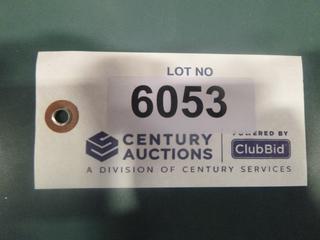 LOT NO
6053
CENTURY AUCTIONS
POWERED BY
ClubBid
A DIVISION OF CENTURY SERVICES